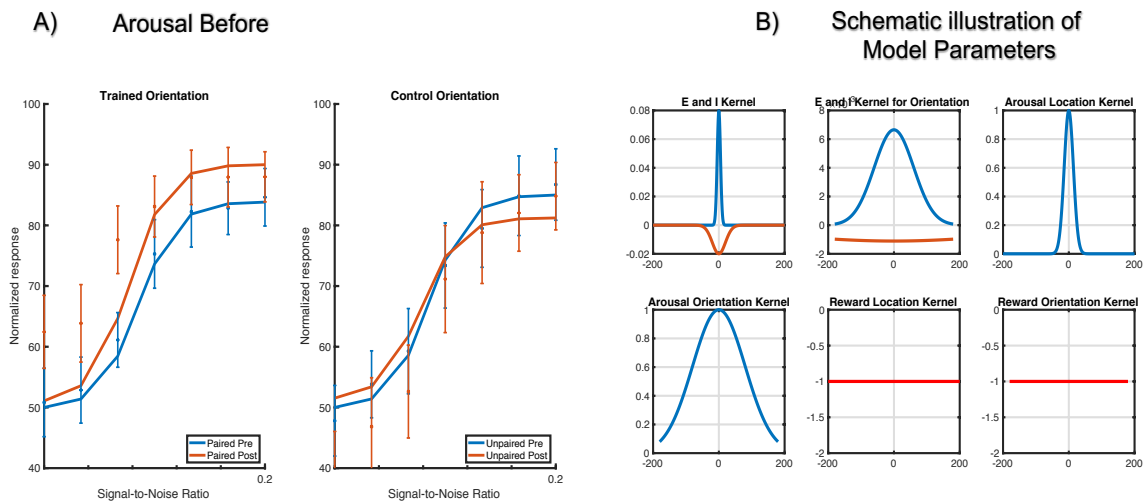 A) Arousal Before
B) Schematic illustration of
Model Parameters
Trained Orientation
100
90
80
70
60
50
40
Normalized response
0.2
Signal-to-Noise Ratio
Paired Pre
Paired Post
Control Orientation
100
90
80
70
60
50
40
Normalized response
0.2
Signal-to-Noise Ratio
Unpaired Pre
Unpaired Post
E and I Kernel
0.08
0.06
0.04
0.02
0
-0.02
-200 0 200
E and I Kernel for Orientation
8
6
4
2
0
-2
-200 0 200
Arousal Location Kernel
1
0.8
0.6
0.4
0.2
0
-200 0 200
Arousal Orientation Kernel
1
0.8
0.6
0.4
0.2
0
-200 0 200
Reward Location Kernel
0
-0.5
-1
-1.5
-2
-200 0 200
Reward Orientation Kernel
0
-0.5
-1
-1.5
-2
-200 0 200